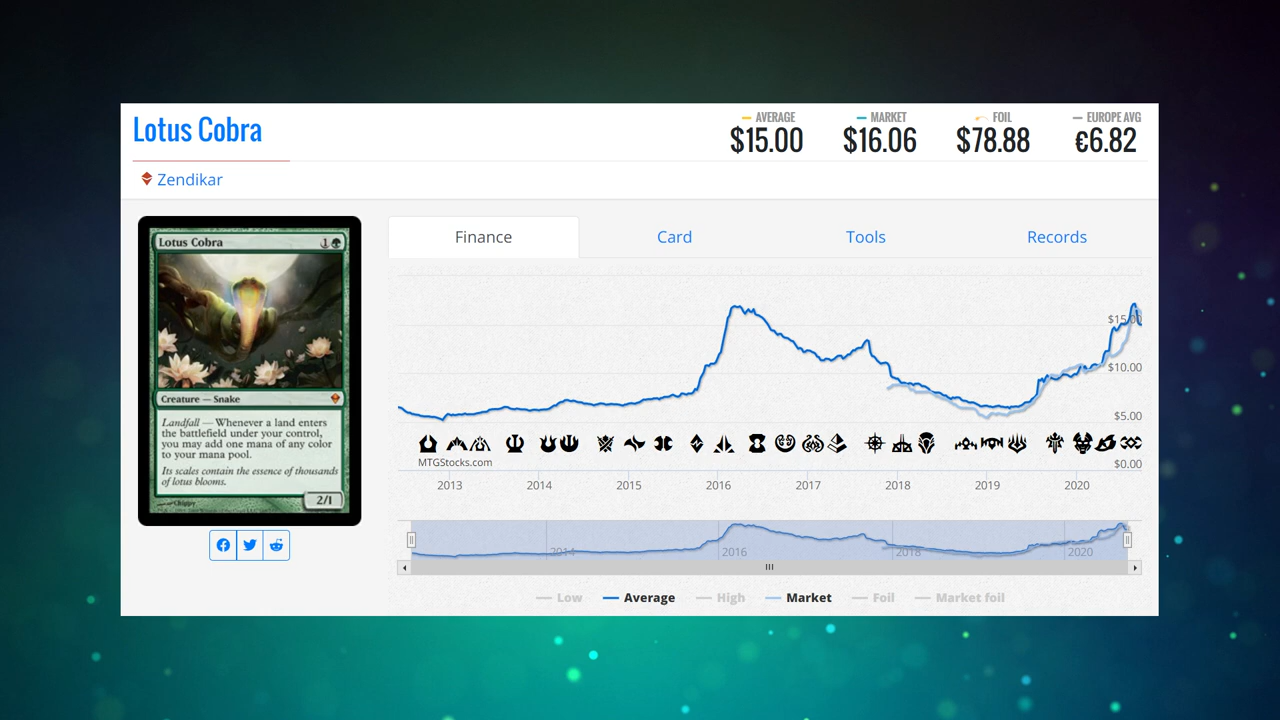 Lotus Cobra
AVERAGE
$15.00
MARKET
$16.06
FOIL
$78.88
EUROPE AVG
€6.82
Zendikar
Lotus Cobra
1
Creature — Snake
Landfall — Whenever a land enters
the battlefield under your control,
you may add one mana of any color
to your mana pool.
Its scales contain the essence of thousands
of lotus blooms.
2/1
Finance
Card
Tools
Records
$15.00
$10.00
$5.00
$0.00
MTGStocks.com
2013
2014
2015
2016
2017
2018
2019
2020
2014
2016
2018
2020
Low
Average
High
Market
Foil
Market foil